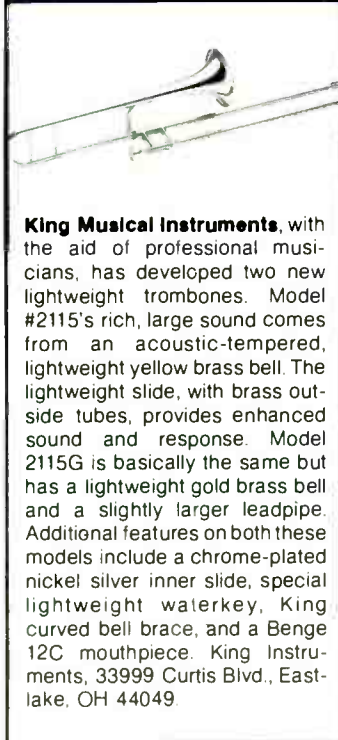 King Musical Instruments, with
the aid of professional musi-
cians, has developed two new
lightweight trombones. Model
#2115's rich, large sound comes
from an acoustic-tempered,
lightweight yellow brass bell. The
lightweight slide, with brass out-
side tubes, provides enhanced
sound and response. Model
2115G is basically the same but
has a lightweight gold brass bell
and a slightly larger leadpipe.
Additional features on both these
models include a chrome-plated
nickel silver inner slide, special
lightweight waterkey, King
curved bell brace, and a Benge
12C mouthpiece. King Instru-
ments, 33999 Curtis Blvd., East-
lake, OH 44049.